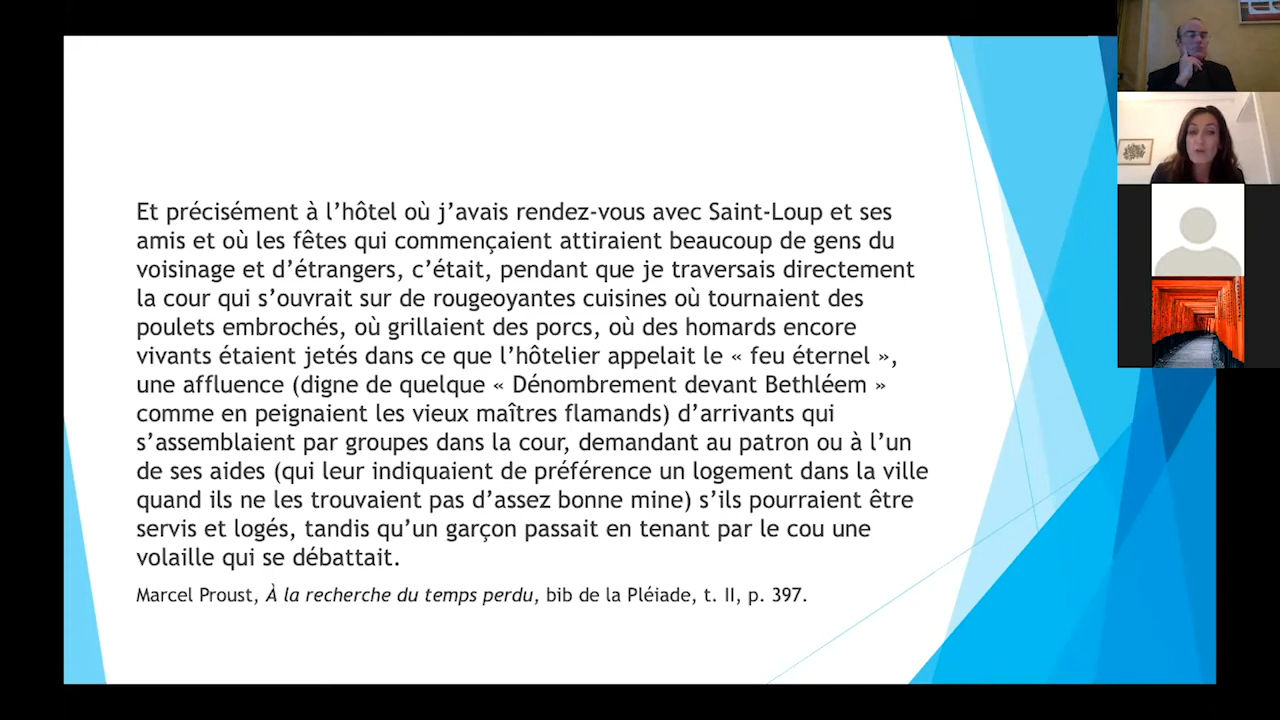 Et précisément à l’hôtel où j’avais rendez-vous avec Saint-Loup et ses
amis et où les fêtes qui commençaient attiraient beaucoup de gens du
voisinage et d’étrangers, c’était, pendant que je traversais directement
la cour qui s’ouvrait sur de rougeoyantes cuisines où tournaient des
poulets embrochés, où grillaient des porcs, où des homards encore
vivants étaient jetés dans ce que l’hôtelier appelait le « feu éternel »,
une affluence (digne de quelque « Dénombrement devant Bethléem »
comme en peignaient les vieux maîtres flamands) d’arrivants qui
s’assemblaient par groupes dans la cour, demandant au patron ou à l’un
de ses aides (qui leur indiquaient de préférence un logement dans la ville
quand ils ne les trouvaient pas d’assez bonne mine) s’ils pourraient être
servis et logés, tandis qu’un garçon passait en tenant par le cou une
volaille qui se débattait.
Marcel Proust, À la recherche du temps perdu, bib de la Pléiade, t. II, p. 397.